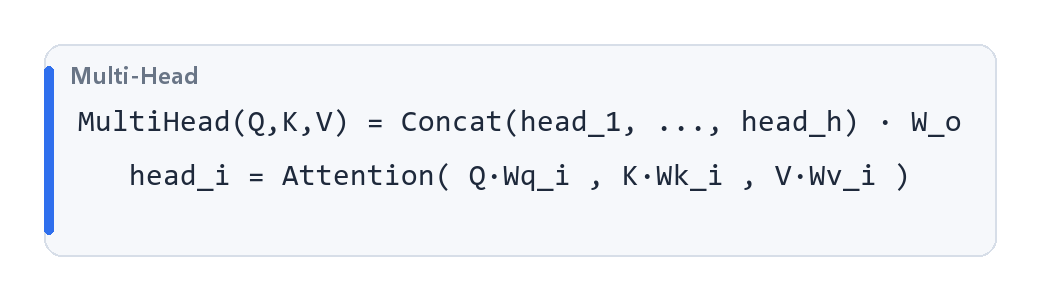 Multi-Head
MultiHead(Q,K,V) = Concat(head_1, ..., head_h) · W_o
head_i = Attention( Q·Wq_i , K·Wk_i , V·Wv_i )